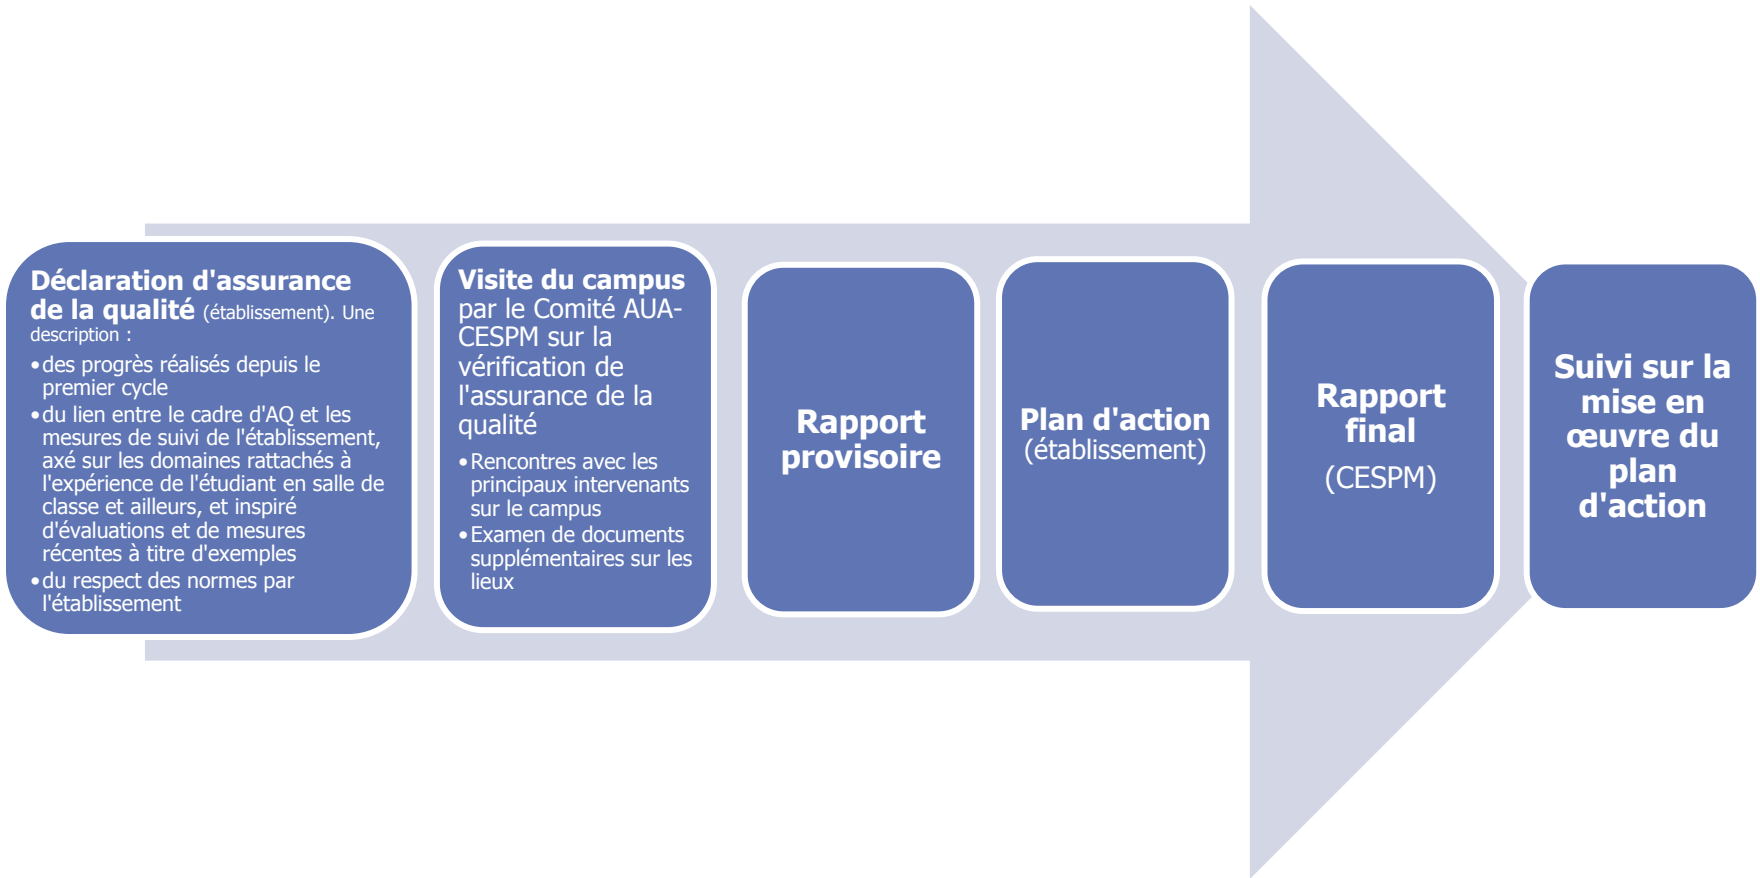 Déclaration d'assurance
de la qualité (établissement). Une
description :
•des progrès réalisés depuis le
premier cycle
•du lien entre le cadre d'AQ et les
mesures de suivi de l'établissement,
axé sur les domaines rattachés à
l'expérience de l'étudiant en salle de
classe et ailleurs, et inspiré
d'évaluations et de mesures
récentes à titre d'exemples
•du respect des normes par
l'établissement
Visite du campus
par le Comité AUA-
CESPM sur la
vérification de
l'assurance de la
qualité
•Rencontres avec les
principaux intervenants
sur le campus
•Examen de documents
supplémentaires sur les
lieux
Rapport
provisoire
Plan d'action
(établissement)
Rapport
final
(CESPM)
Suivi sur la
mise en
œuvre du
plan
d'action